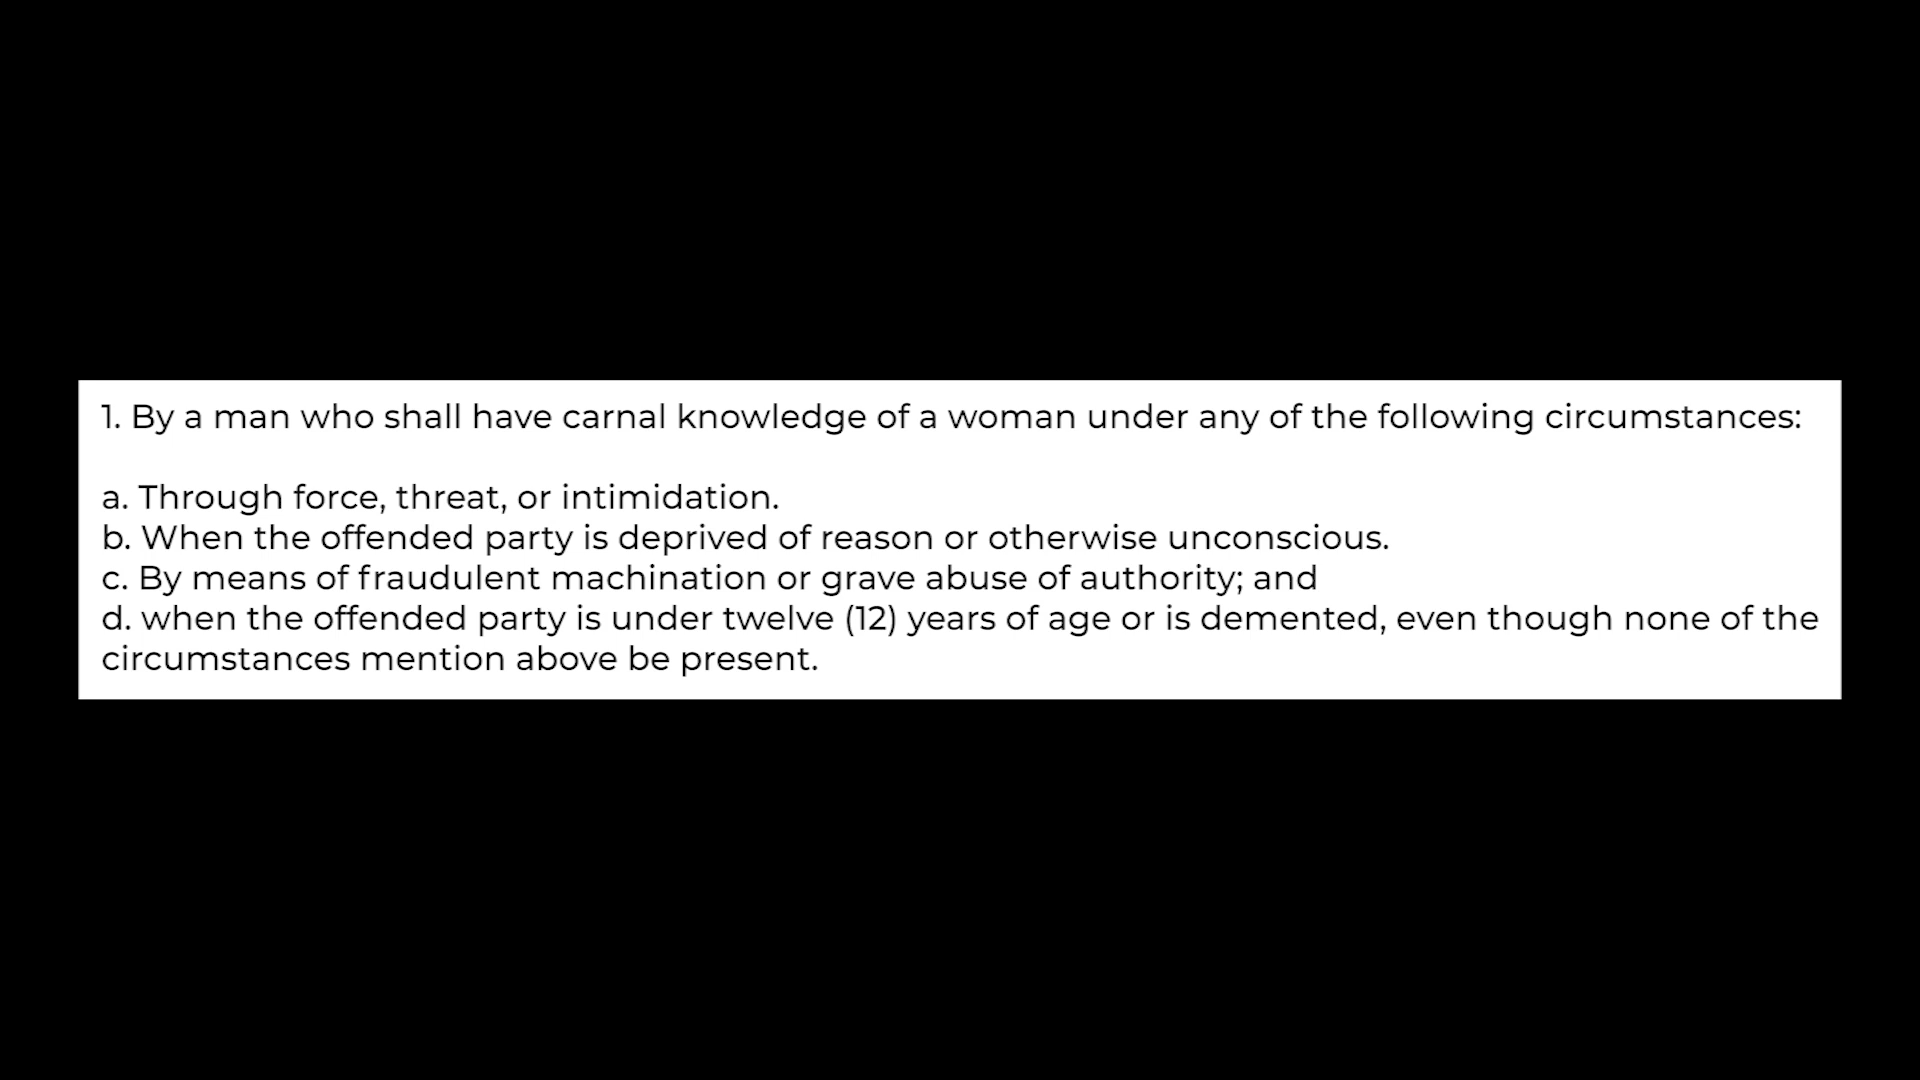 1. By a man who shall have carnal knowledge of a woman under any of the following circumstances:
a. Through force, threat, or intimidation.
b. When the offended party is deprived of reason or otherwise unconscious.
c. By means of fraudulent machination or grave abuse of authority; and
d. when the offended party is under twelve (12) years of age or is demented, even though none of the
circumstances mention above be present.